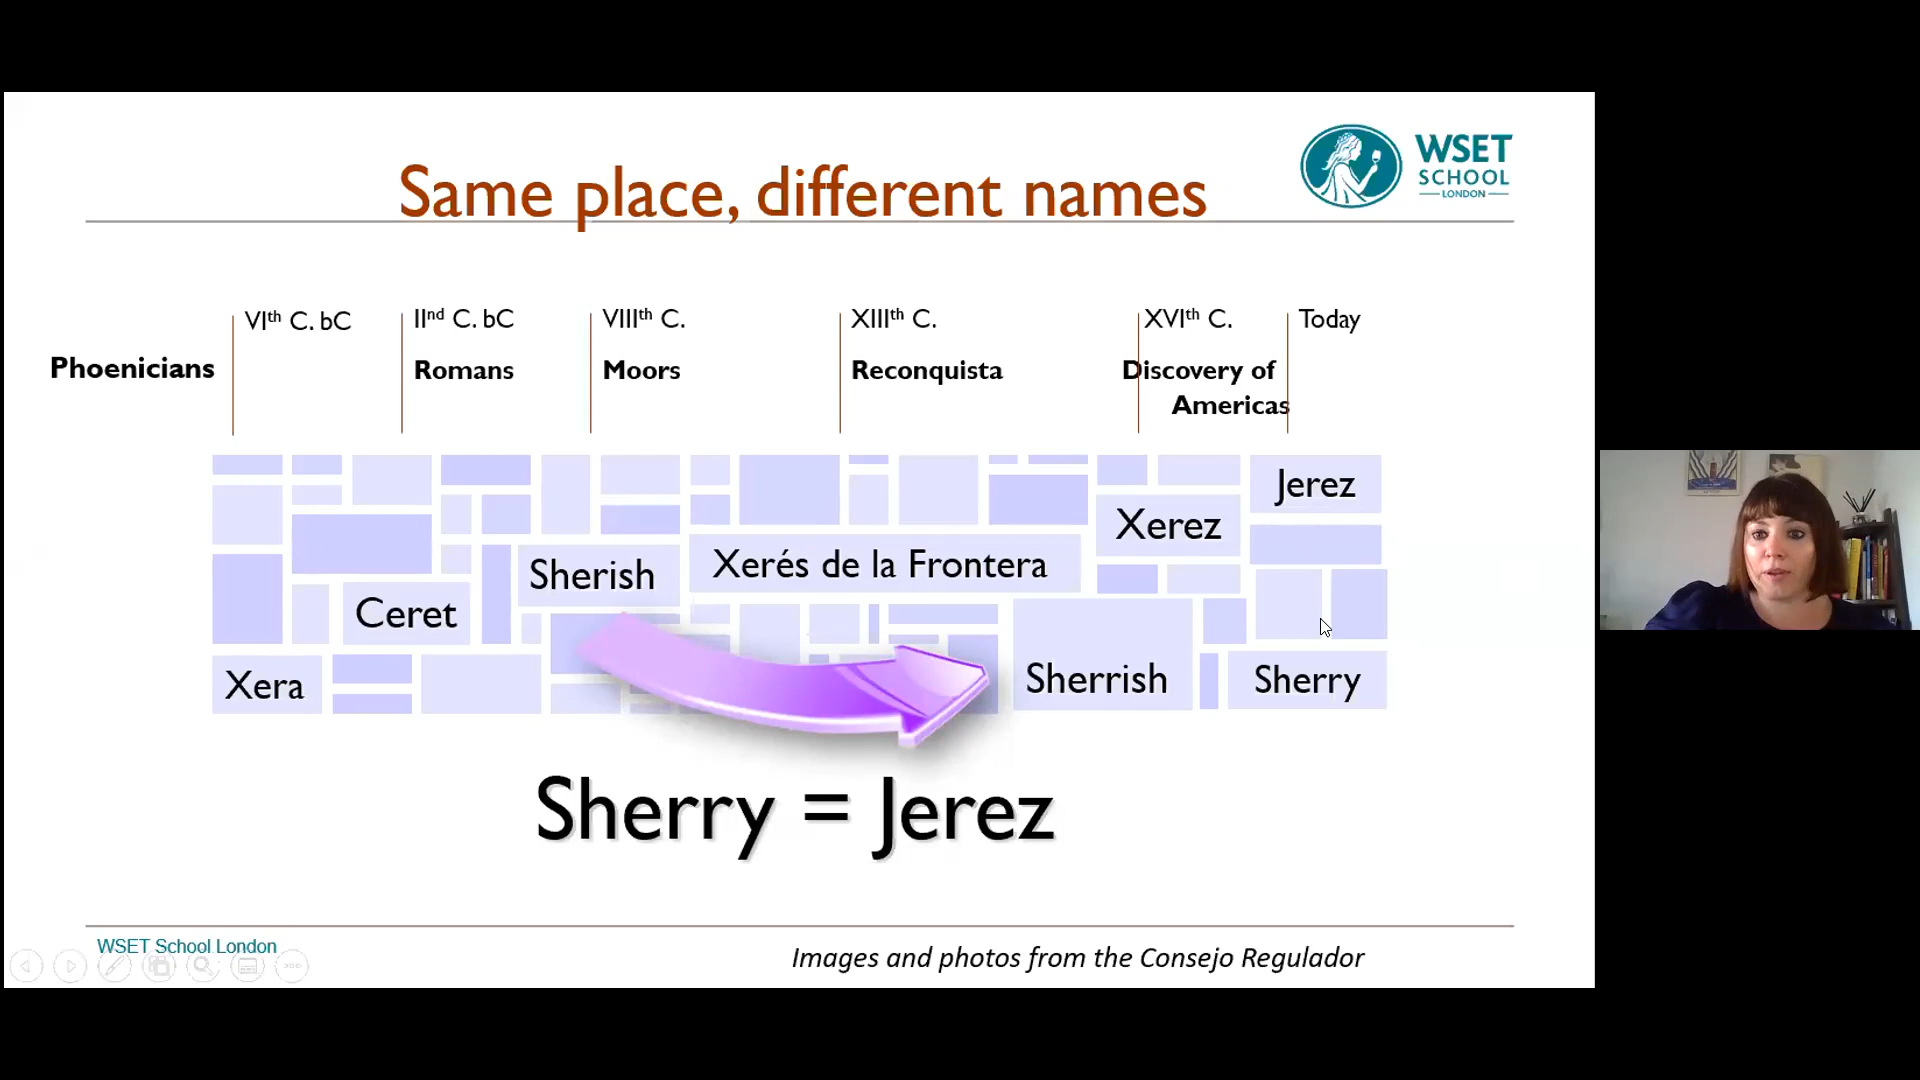 Same place, different names
WSET
SCHOOL
LONDON
VIth C. bC
IInd C. bC
VIIIth C.
XIIIth C.
XVIth C.
Today
Phoenicians
Romans
Moors
Reconquista
Discovery of
Americas
Jerez
Xerez
Xerés de la Frontera
Sherish
Ceret
Xera
Sherrish
Sherry
Sherry = Jerez
WSET School London
Images and photos from the Consejo Regulador